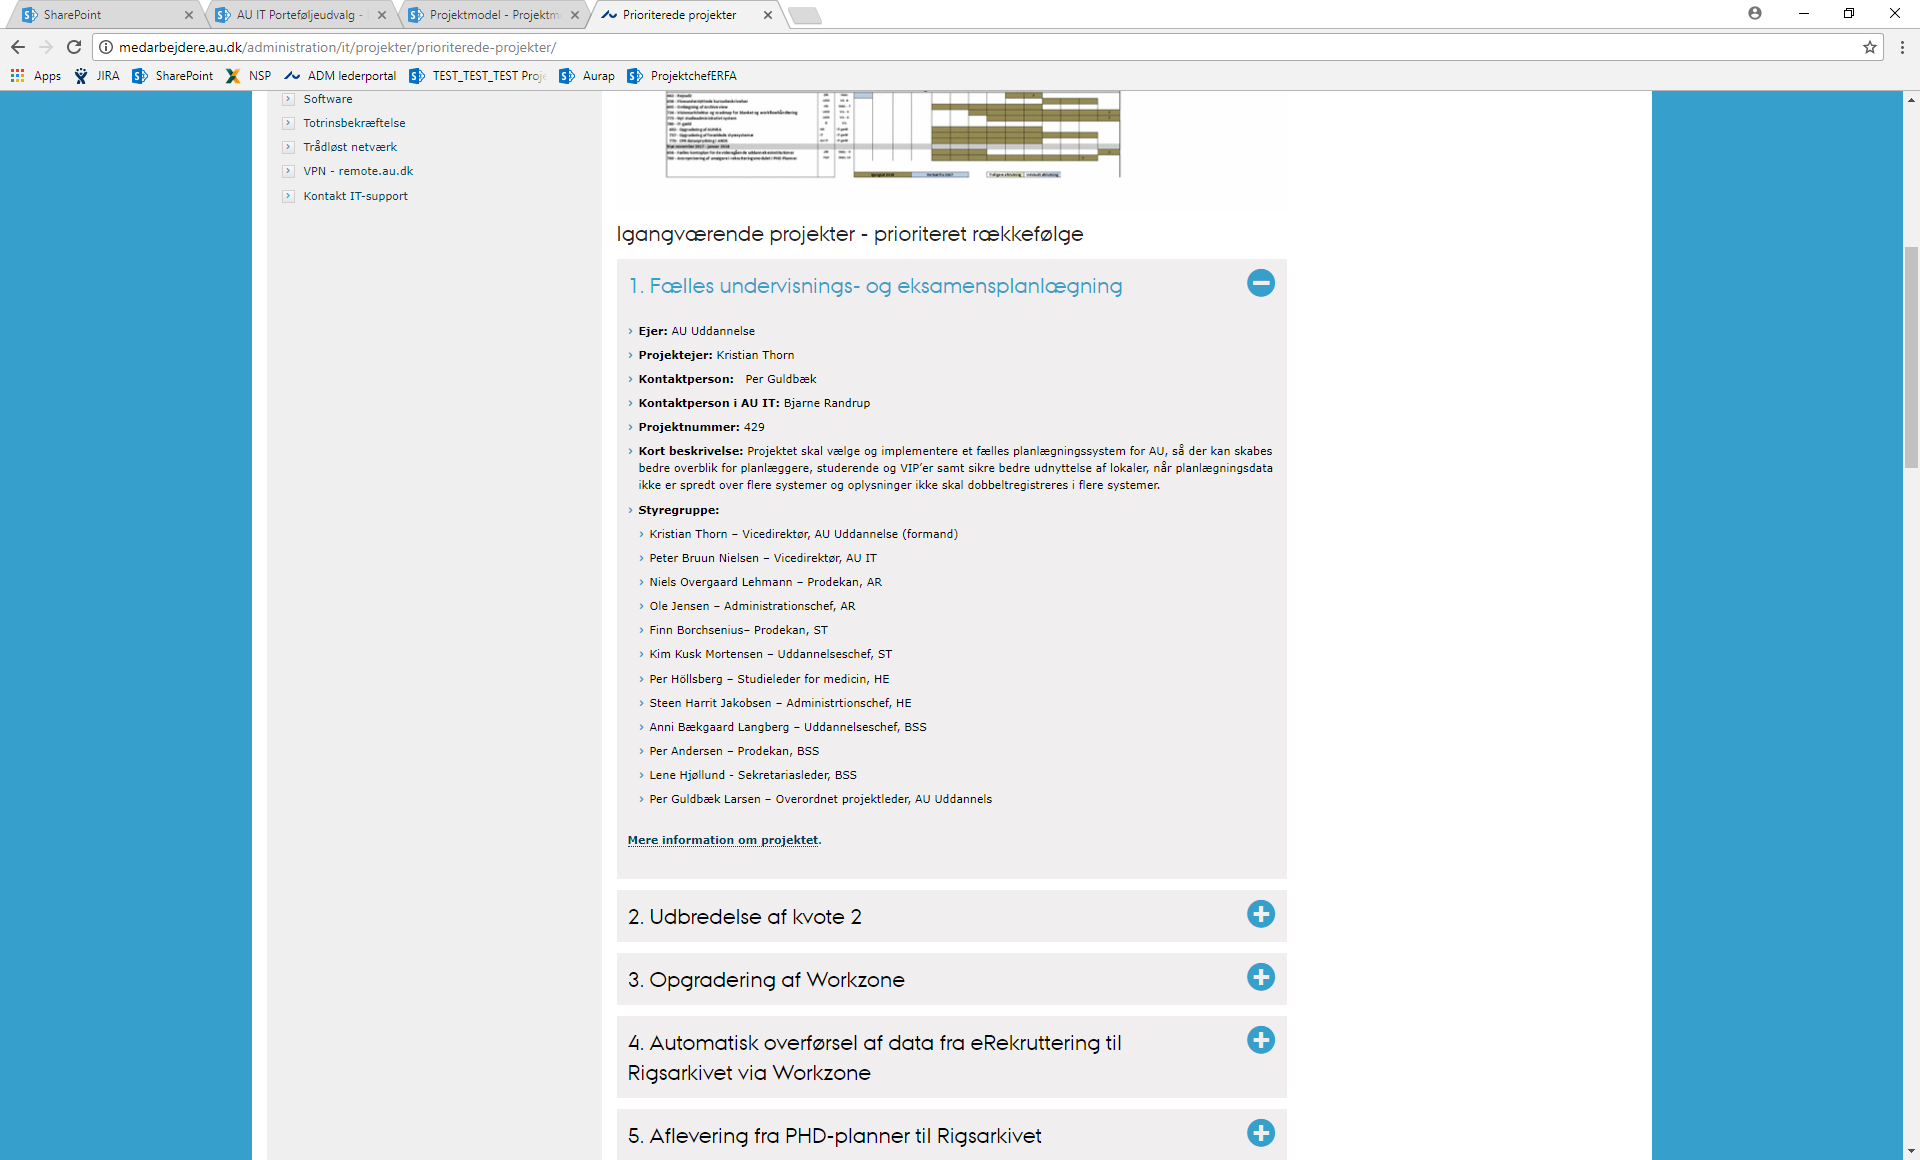 SharePoint
AU IT Porteføljeudvalg -
Projektmodel - Projektm
Prioriterede projekter
medarbejdere.au.dk/administration/it/projekter/prioriterede-projekter/
Apps
JIRA
SharePoint
NSP
ADM lederportal
TEST_TEST_TEST Proje
Aurap
ProjektchefERFA
Software
Totrinsbekræftelse
Trådløst netværk
VPN - remote.au.dk
Kontakt IT-support
Igangværende projekter - prioriteret rækkefølge
1. Fælles undervisnings- og eksamensplanlægning
Ejer: AU Uddannelse
Projektejer: Kristian Thorn
Kontaktperson: Per Guldbæk
Kontaktperson i AU IT: Bjarne Randrup
Projektnummer: 429
Kort beskrivelse: Projektet skal vælge og implementere et fælles planlægningssystem for AU, så der kan skabes
bedre overblik for planlæggere, studerende og VIP’er samt sikre bedre udnyttelse af lokaler, når planlægningsdata
ikke er spredt over flere systemer og oplysninger ikke skal dobbeltregistreres i flere systemer.
Styregruppe:
Kristian Thorn – Vicedirektør, AU Uddannelse (formand)
Peter Bruun Nielsen – Vicedirektør, AU IT
Niels Overgaard Lehmann – Prodekan, AR
Ole Jensen – Administrationschef, AR
Finn Borchsenius– Prodekan, ST
Kim Kusk Mortensen – Uddannelseschef, ST
Per Höllsberg – Studieleder for medicin, HE
Steen Harrit Jakobsen – Administrtionschef, HE
Anni Bækgaard Langberg – Uddannelseschef, BSS
Per Andersen – Prodekan, BSS
Lene Hjøllund - Sekretariasleder, BSS
Per Guldbæk Larsen – Overordnet projektleder, AU Uddannels
Mere information om projektet.
2. Udbredelse af kvote 2
3. Opgradering af Workzone
4. Automatisk overførsel af data fra eRekruttering til
Rigsarkivet via Workzone
5. Aflevering fra PHD-planner til Rigsarkivet